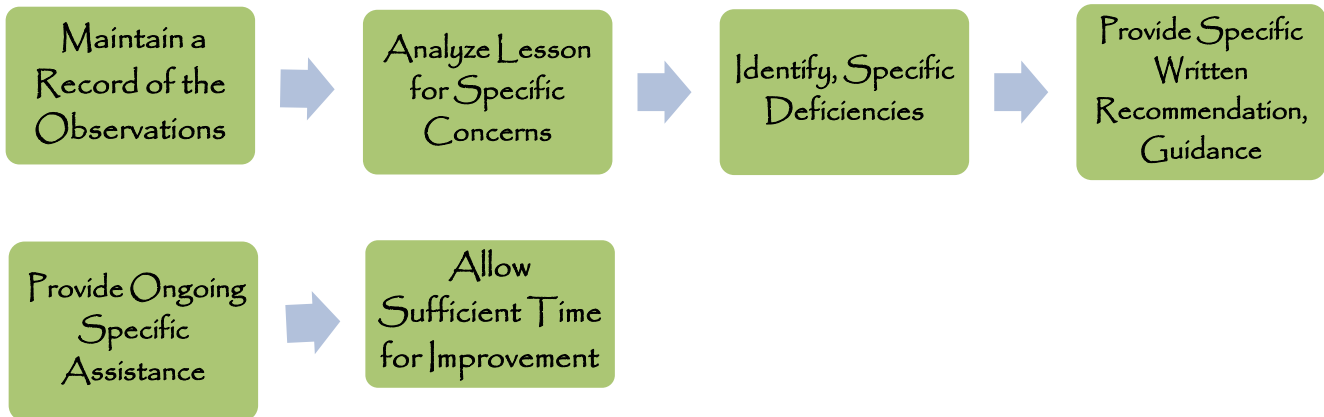 Maintain a
Record of the
Observations
Analyze Lesson
for Specific
Concerns
Identify, Specific
Deficiencies
Provide Specific
Written
Recommendation,
Guidance
Provide Ongoing
Specific
Assistance
Allow
Sufficient Time
for Improvement